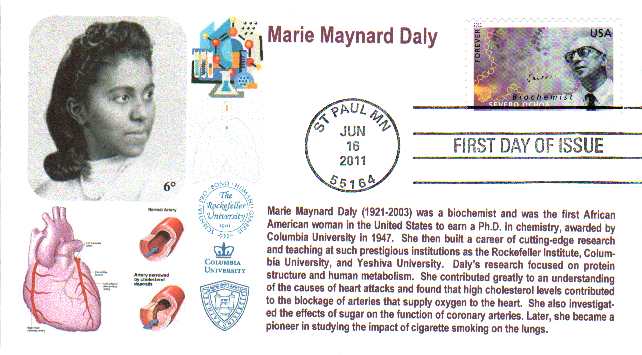 Marie Maynard Daly
FOREVER
USA
Biochemist
SEVERO OCHOA
ST PAUL MN
JUN
16
2011
55164
FIRST DAY OF ISSUE
6°
Normal Artery
Artery narrowed
by cholesterol
deposits
PRO BONO HUMANI GENERIS
The
Rockefeller
University
1901
COLUMBIA
UNIVERSITY
Marie Maynard Daly (1921-2003) was a biochemist and was the first African
American woman in the United States to earn a Ph.D. in chemistry, awarded by
Columbia University in 1947. She then built a career of cutting-edge research
and teaching at such prestigious institutions as the Rockefeller Institute, Colum-
bia University, and Yeshiva University. Daly's research focused on protein
structure and human metabolism. She contributed greatly to an understanding
of the causes of heart attacks and found that high cholesterol levels contributed
to the blockage of arteries that supply oxygen to the heart. She also investigat-
ed the effects of sugar on the function of coronary arteries. Later, she became a
pioneer in studying the impact of cigarette smoking on the lungs.